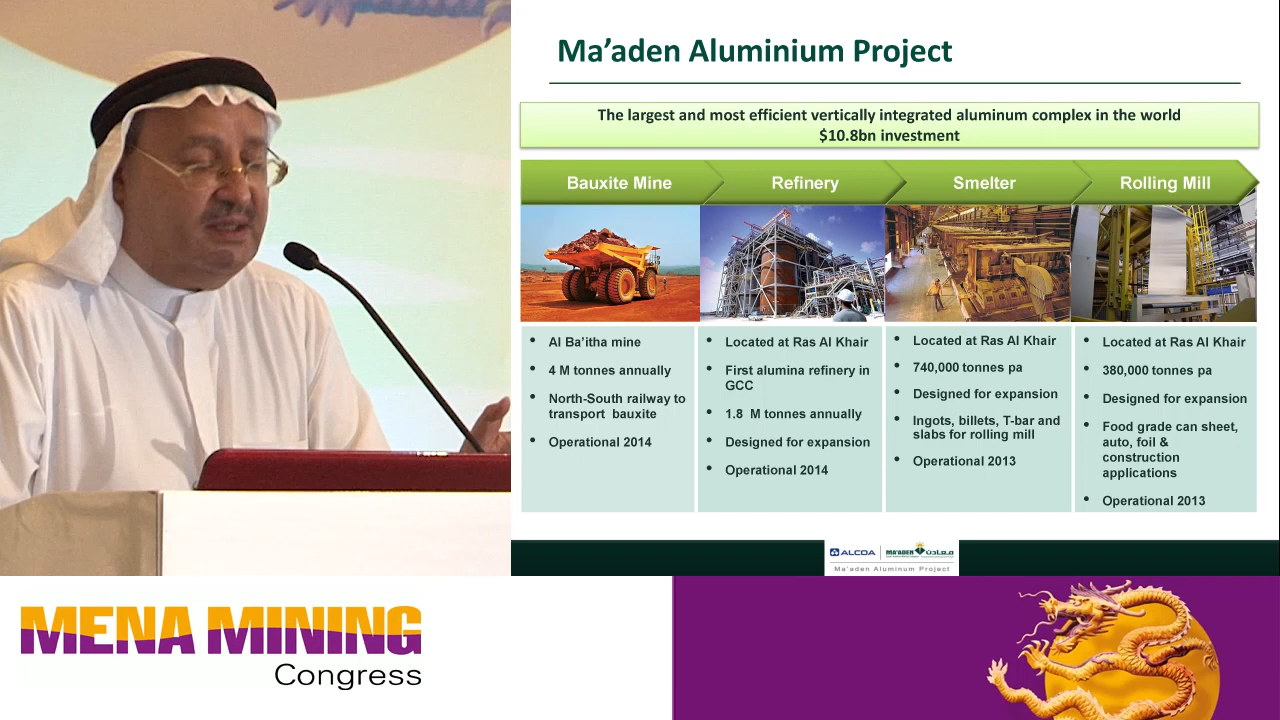 Ma'aden Aluminium Project
The largest and most efficient vertically integrated aluminum complex in the world
$10.8bn investment
Bauxite Mine
Refinery
Smelter
Rolling Mill
• Al Ba'itha mine
• 4 M tonnes annually
• North-South railway to
transport bauxite
• Operational 2014
• Located at Ras Al Khair
• First alumina refinery in
GCC
• 1.8 M tonnes annually
• Designed for expansion
• Operational 2014
• Located at Ras Al Khair
• 740,000 tonnes pa
• Designed for expansion
• Ingots, billets, T-bar and
slabs for rolling mill
• Operational 2013
• Located at Ras Al Khair
• 380,000 tonnes pa
• Designed for expansion
• Food grade can sheet,
auto, foil &
construction
applications
• Operational 2013
ALCOA
MA'ADEN معادن
Ma'aden Aluminum Project
MENA MINING
Congress